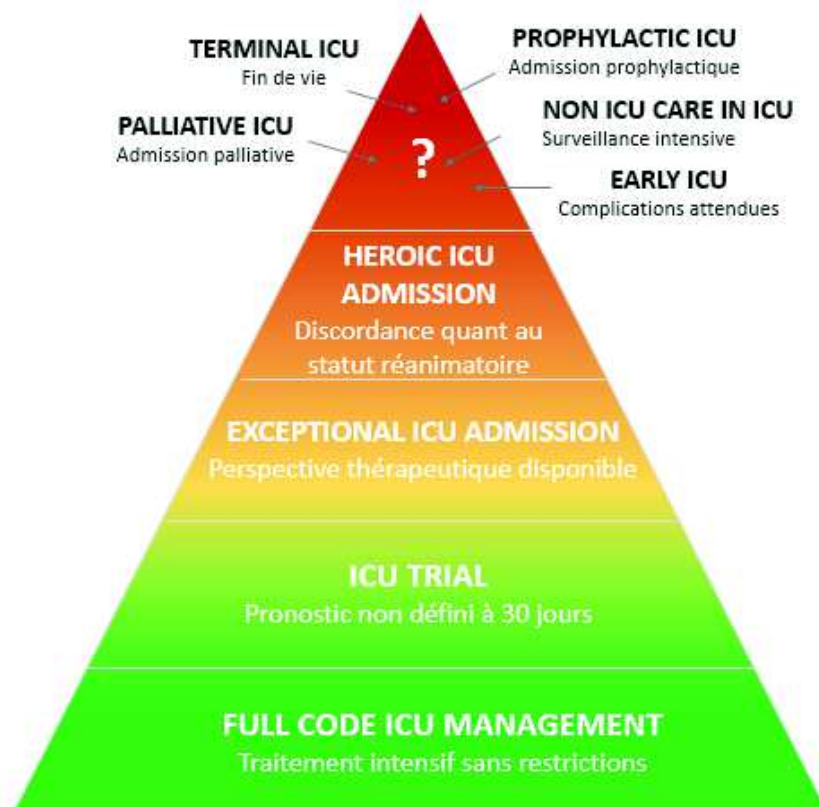 TERMINAL ICU
Fin de vie
PROPHYLACTIC ICU
Admission prophylactique
PALLIATIVE ICU
Admission palliative
NON ICU CARE IN ICU
Surveillance intensive
?
EARLY ICU
Complications attendues
HEROIC ICU
ADMISSION
Discordance quant au
statut réanimatoire
EXCEPTIONAL ICU ADMISSION
Perspective thérapeutique disponible
ICU TRIAL
Pronostic non défini à 30 jours
FULL CODE ICU MANAGEMENT
Traitement intensif sans restrictions